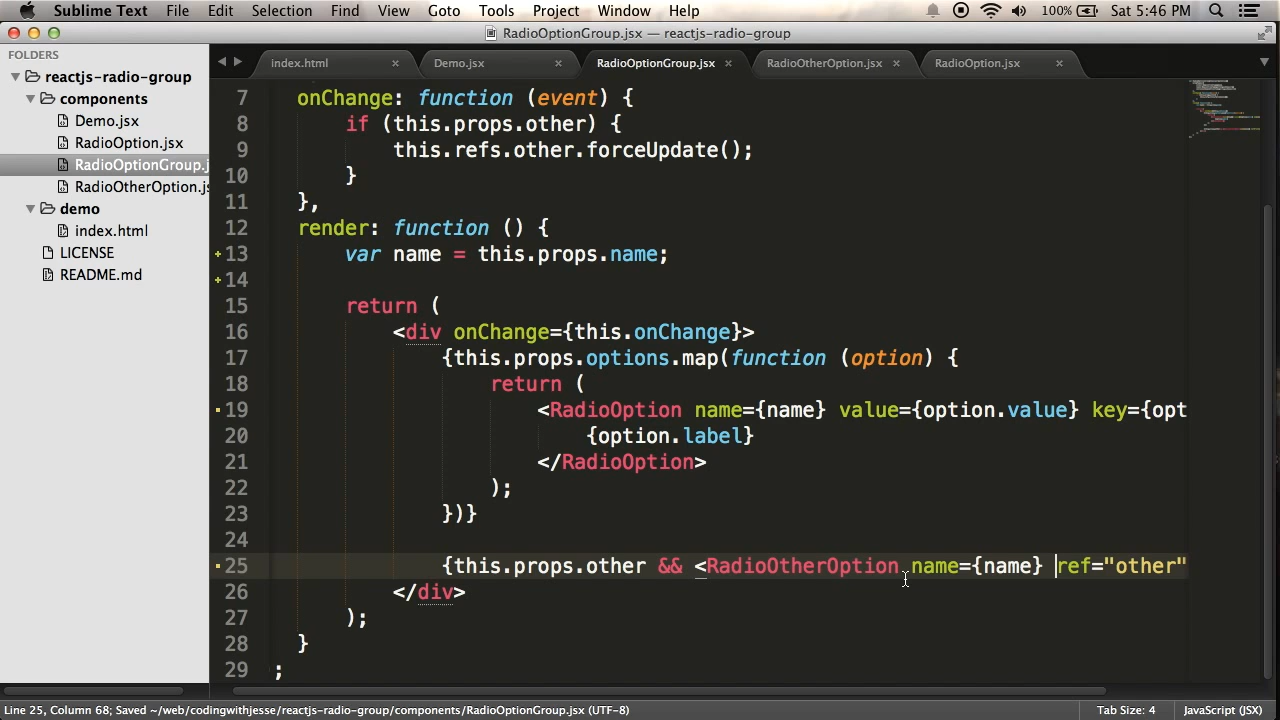 Sublime Text File Edit Selection Find View Goto Tools Project Window Help 100% Sat 5:46 PM
RadioOptionGroup.jsx — reactjs-radio-group
FOLDERS
reactjs-radio-group
components
Demo.jsx
RadioOption.jsx
RadioOptionGroup.j
RadioOtherOption.js
demo
index.html
LICENSE
README.md
index.html Demo.jsx RadioOptionGroup.jsx RadioOtherOption.jsx RadioOption.jsx
7 onChange: function (event) {
8 if (this.props.other) {
9 this.refs.other.forceUpdate();
10 }
11 },
12 render: function () {
13 var name = this.props.name;
14
15 return (
16 <div onChange={this.onChange}>
17 {this.props.options.map(function (option) {
18 return (
19 <RadioOption name={name} value={option.value} key={opt
20 {option.label}
21 </RadioOption>
22 );
23 })}
24
25 {this.props.other && <RadioOtherOption name={name} ref="other"
26 </div>
27 );
28 }
29 ;
Line 25, Column 68; Saved ~/web/codingwithjesse/reactjs-radio-group/components/RadioOptionGroup.jsx (UTF-8) Tab Size: 4 JavaScript (JSX)